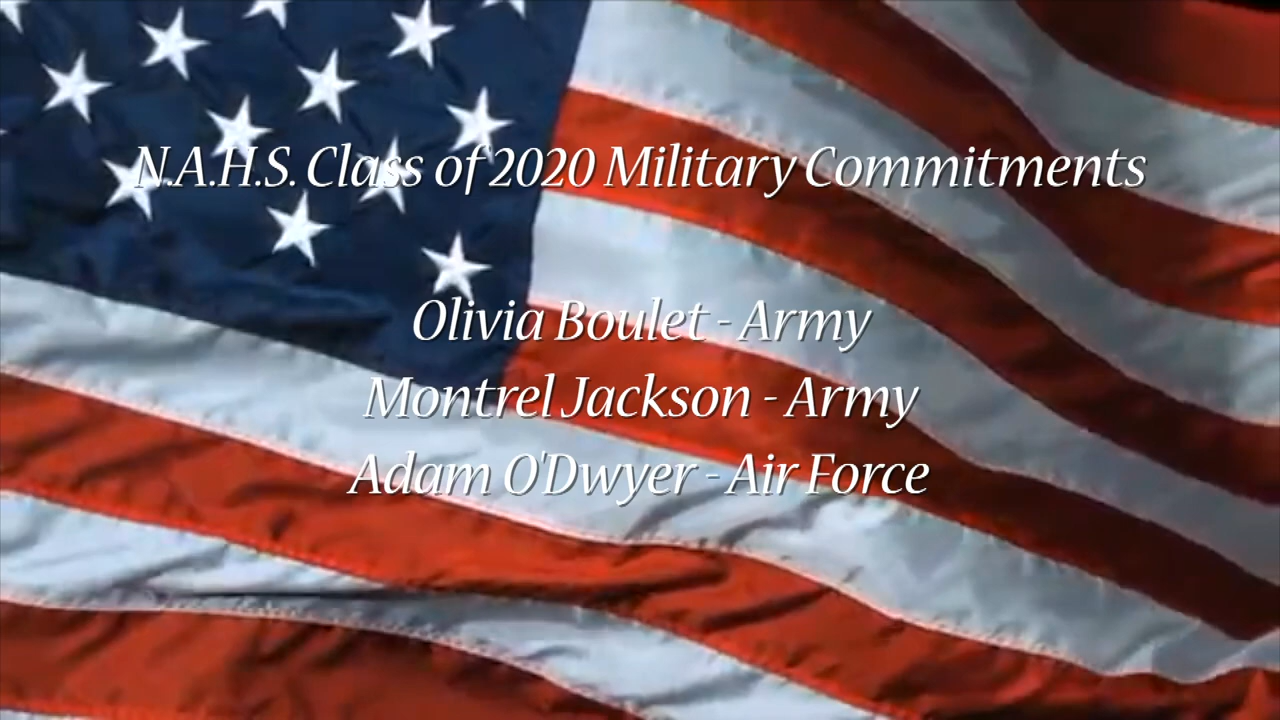 N.A.H.S. Class of 2020 Military Commitments
Olivia Boulet - Army
Montrel Jackson - Army
Adam O'Dwyer - Air Force